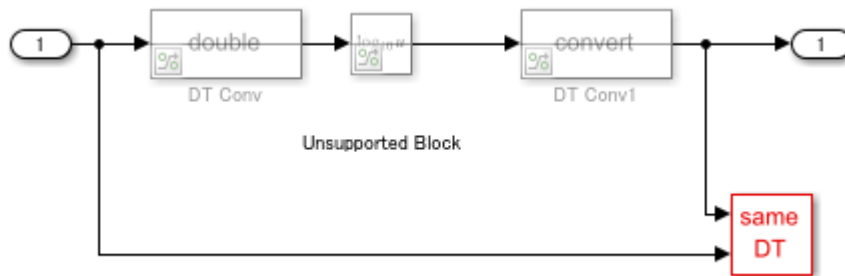 1
double
convert
1
DT Conv
DT Conv1
Unsupported Block
same
DT